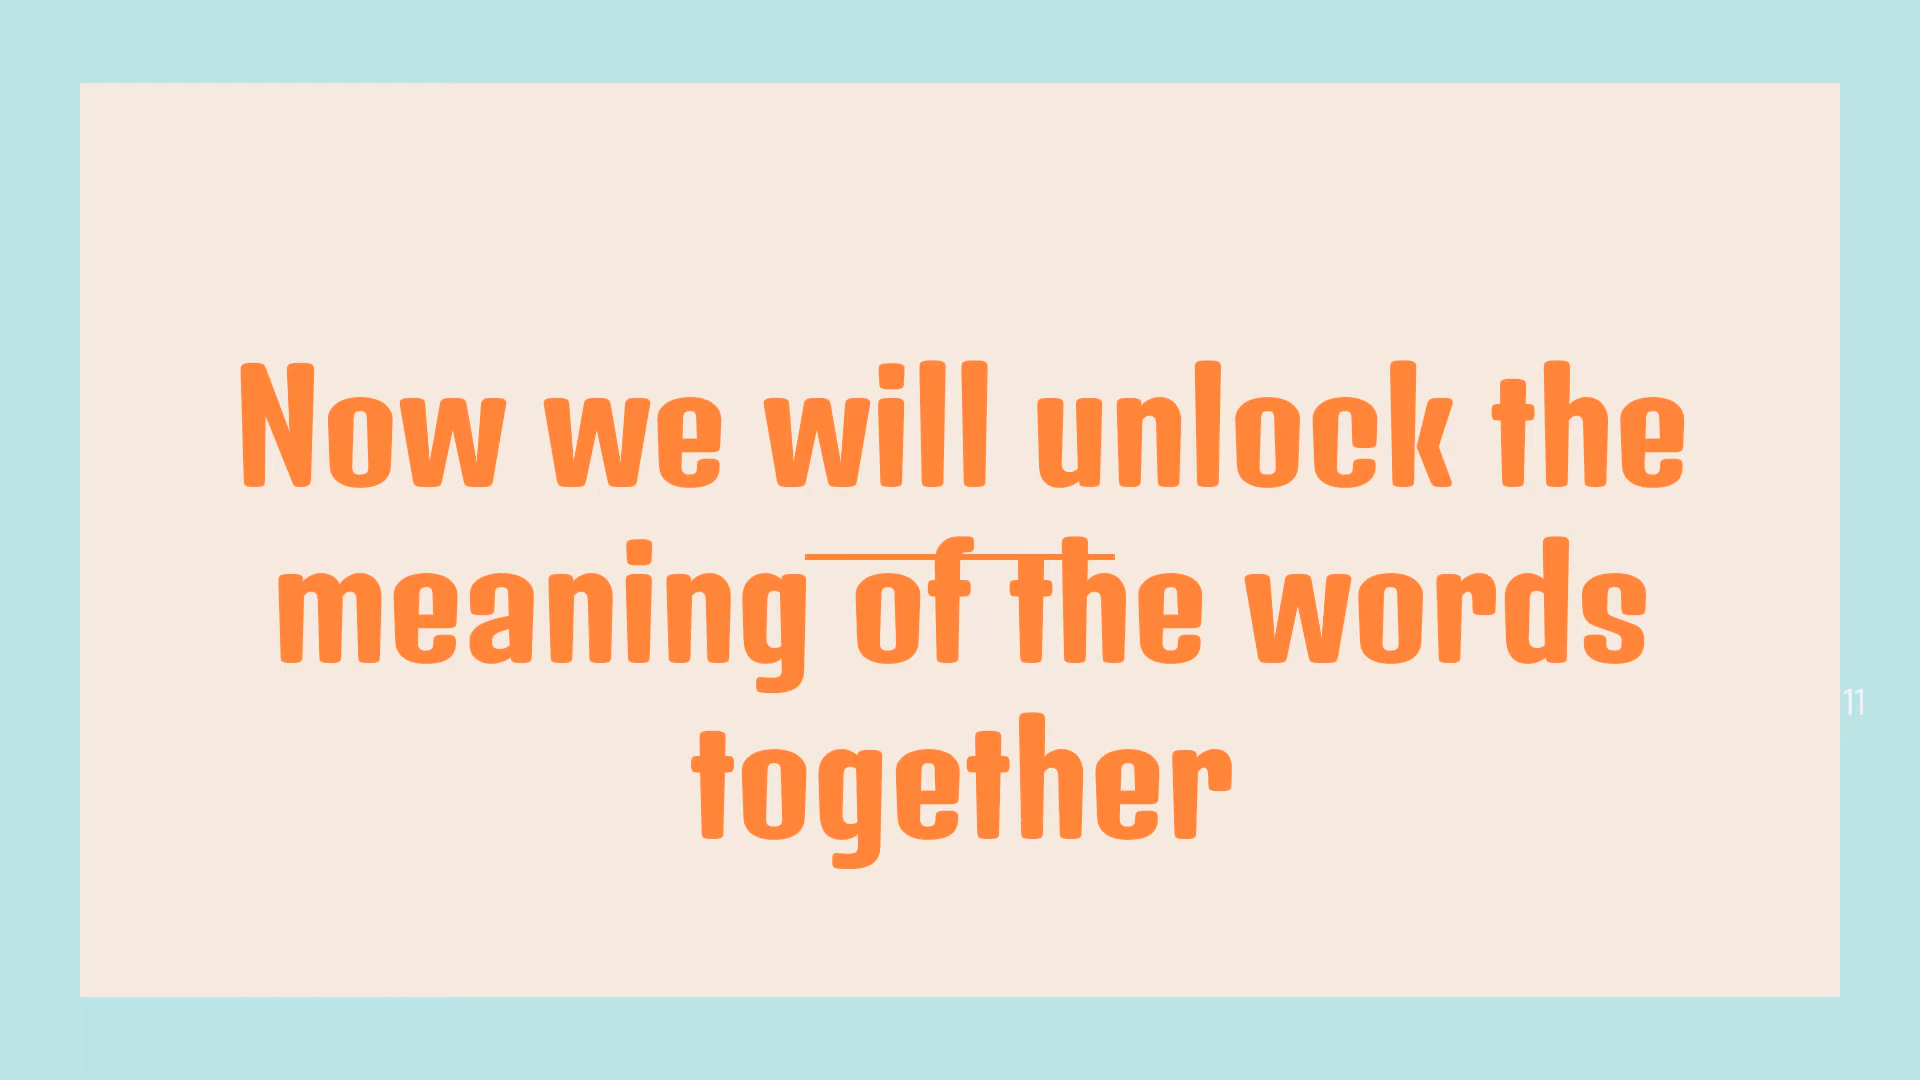 Now we will unlock the
meaning of the words
together
11